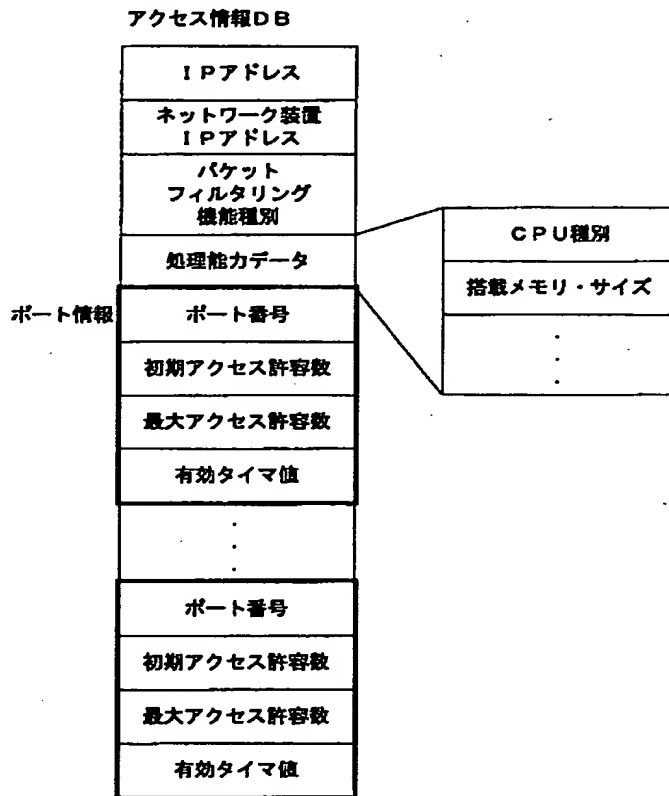 アクセス情報DB
IPアドレス
ネットワーク装置
IPアドレス
パケット
フィルタリング
機能種別
処理能力データ
CPU種別
搭載メモリ・サイズ
・
・
・
ポート情報
ポート番号
初期アクセス許容数
最大アクセス許容数
有効タイマ値
・
・
・
ポート番号
初期アクセス許容数
最大アクセス許容数
有効タイマ値